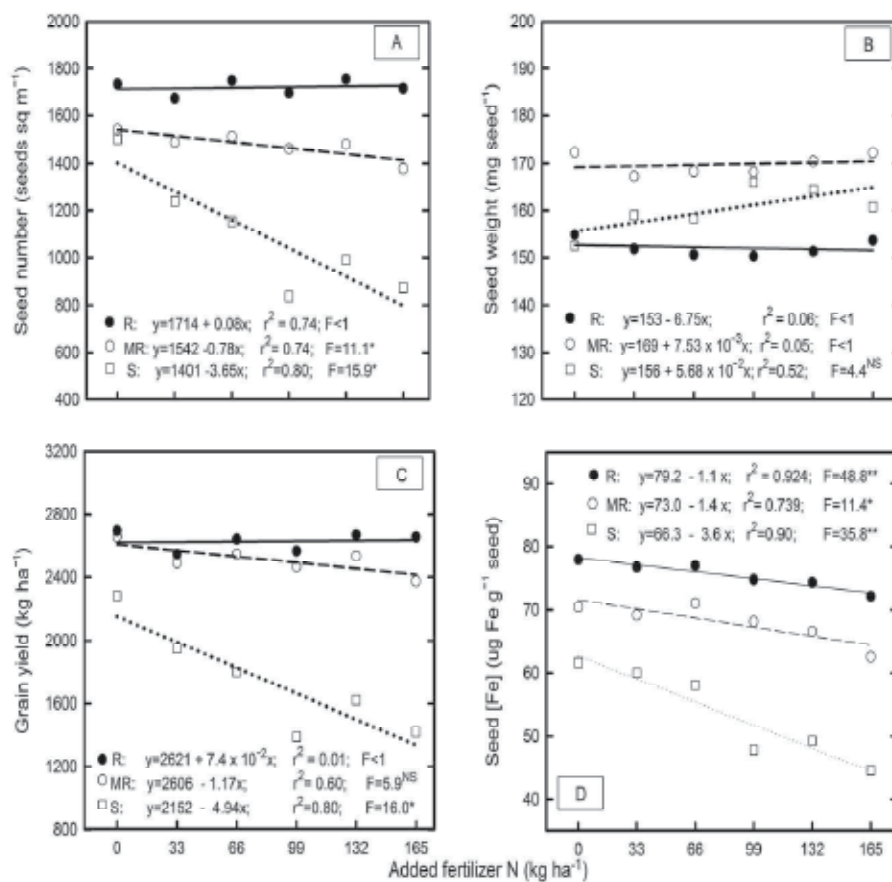 2000
1800
1600
1400
1200
1000
800
600
400
Seed number (seeds sq m⁻¹)
A
R: y=1714 + 0.08x; r² = 0.74; F<1
MR: y=1542 -0.78x; r² = 0.74; F=11.1*
S: y=1401 -3.65x; r²=0.80; F=15.9*
200
190
180
170
160
150
140
130
120
Seed weight (mg seed⁻¹)
B
R: y=153 - 6.75x; r² = 0.06; F<1
MR: y=169 + 7.53 x 10⁻³x; r² = 0.05; F<1
S: y=156 + 5.68 x 10⁻²x; r²=0.52; F=4.4ᴺˢ
3200
2800
2400
2000
1600
1200
800
Grain yield (kg ha⁻¹)
C
R: y=2621 + 7.4 x 10⁻²x; r² = 0.01; F<1
MR: y=2606 - 1.17x; r² = 0.60; F=5.9ᴺˢ
S: y=2152 - 4.94x; r² = 0.80; F=16.0*
0 33 66 99 132 165
90
80
70
60
50
40
Seed [Fe] (ug Fe g⁻¹ seed)
R: y=79.2 - 1.1 x; r² = 0.924; F=48.8**
MR: y=73.0 - 1.4 x; r² = 0.739; F=11.4*
S: y=66.3 - 3.6 x; r² = 0.90; F=35.8**
D
0 33 66 99 132 165
Added fertilizer N (kg ha⁻¹)